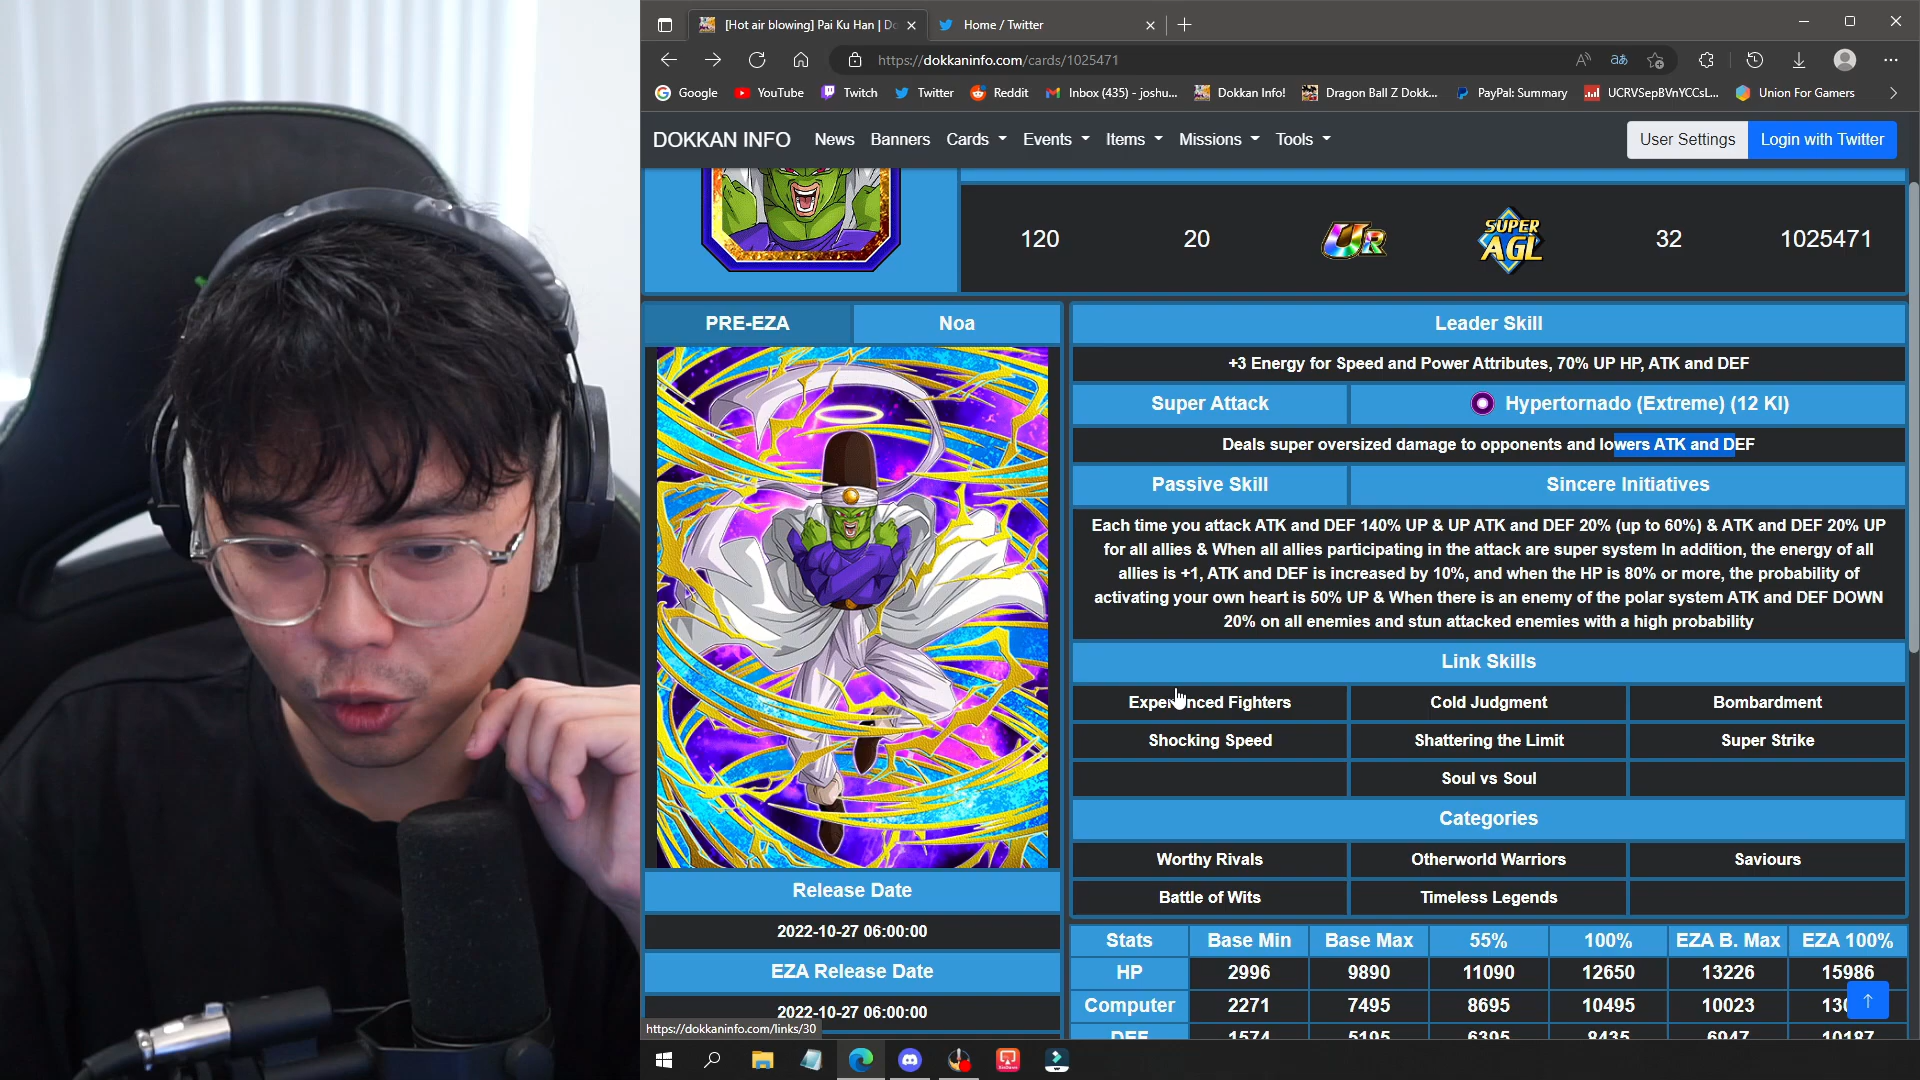 [Hot air blowing] Pai Ku Han | Do
Home / Twitter
https://dokkaninfo.com/cards/1025471
Google YouTube Twitch Twitter Reddit Inbox (435) - joshu... Dokkan Info! Dragon Ball Z Dokk... PayPal: Summary UCRVSepBVnYCCsL... Union For Gamers
DOKKAN INFO News Banners Cards Events Items Missions Tools User Settings Login with Twitter
120 20 UR SUPER AGL 32 1025471
PRE-EZA Noa
Leader Skill
+3 Energy for Speed and Power Attributes, 70% UP HP, ATK and DEF
Super Attack Hypertornado (Extreme) (12 KI)
Deals super oversized damage to opponents and lowers ATK and DEF
Passive Skill Sincere Initiatives
Each time you attack ATK and DEF 140% UP & UP ATK and DEF 20% (up to 60%) & ATK and DEF 20% UP
for all allies & When all allies participating in the attack are super system In addition, the energy of all
allies is +1, ATK and DEF is increased by 10%, and when the HP is 80% or more, the probability of
activating your own heart is 50% UP & When there is an enemy of the polar system ATK and DEF DOWN
20% on all enemies and stun attacked enemies with a high probability
Link Skills
Experienced Fighters Cold Judgment Bombardment
Shocking Speed Shattering the Limit Super Strike
Soul vs Soul
Categories
Worthy Rivals Otherworld Warriors Saviours
Battle of Wits Timeless Legends
Release Date
2022-10-27 06:00:00
EZA Release Date
2022-10-27 06:00:00
Stats Base Min Base Max 55% 100% EZA B. Max EZA 100%
HP 2996 9890 11090 12650 13226 15986
Computer 2271 7495 8695 10495 10023
DEF 1574 5195 6395 8435 6947 10187
https://dokkaninfo.com/links/30